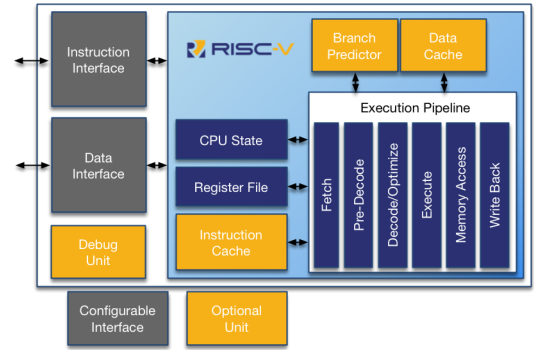 Instruction
Interface
Data
Interface
Debug
Unit
RISC-V
Branch
Predictor
Data
Cache
CPU State
Register File
Instruction
Cache
Execution Pipeline
Fetch
Pre-Decode
Decode/Optimize
Execute
Memory Access
Write Back
Configurable
Interface
Optional
Unit